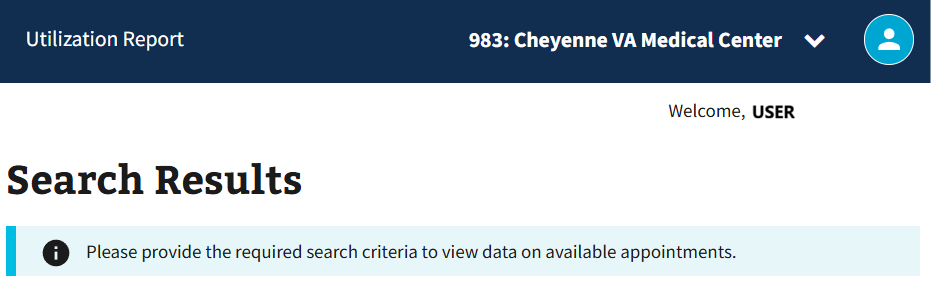 Utilization Report
983: Cheyenne VA Medical Center
Welcome, USER
Search Results
Please provide the required search criteria to view data on available appointments.